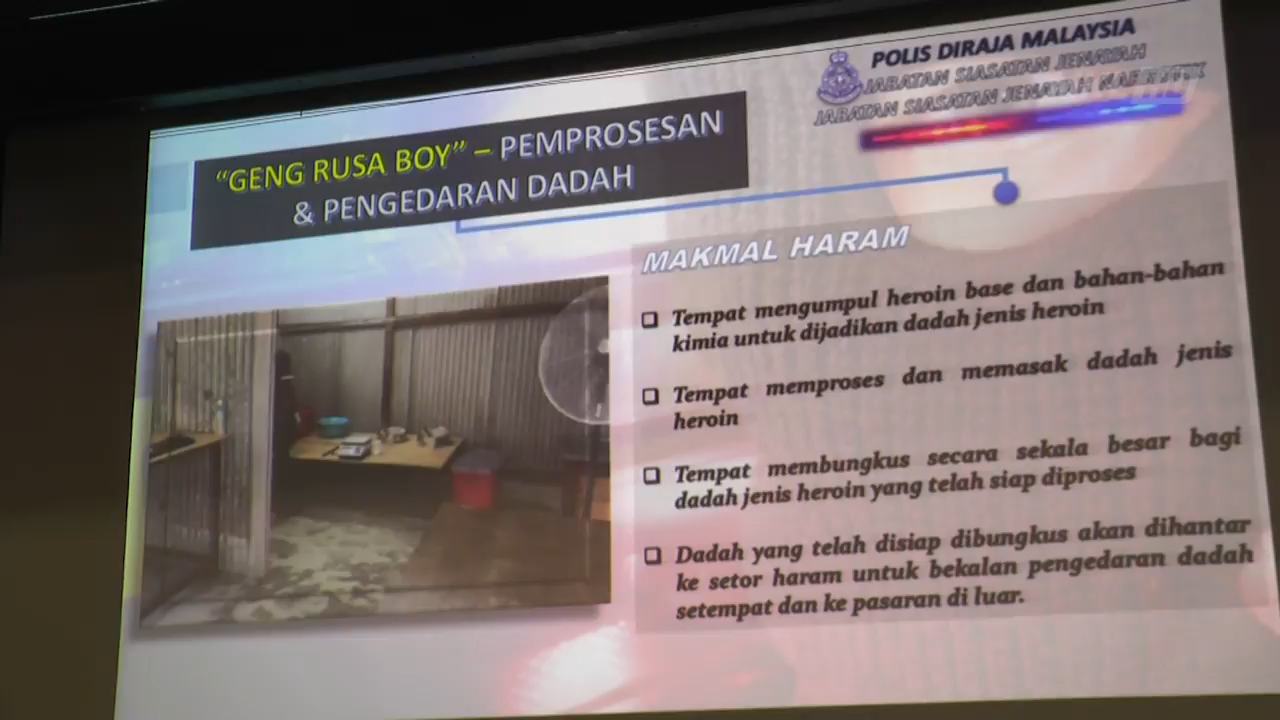 POLIS DIRAJA MALAYSIA
JABATAN SIASATAN JENAYAH
JABATAN SIASATAN JENAYAH
"GENG RUSA BOY" – PEMPROSESAN
& PENGEDARAN DADAH
MAKMAL HARAM
Tempat mengumpul heroin base dan bahan-bahan
kimia untuk dijadikan dadah jenis heroin
Tempat memproses dan memasak dadah jenis
heroin
Tempat membungkus secara sekala besar bagi
dadah jenis heroin yang telah siap diproses
Dadah yang telah disiap dibungkus akan dihantar
ke setor haram untuk bekalan pengedaran dadah
setempat dan ke pasaran di luar.